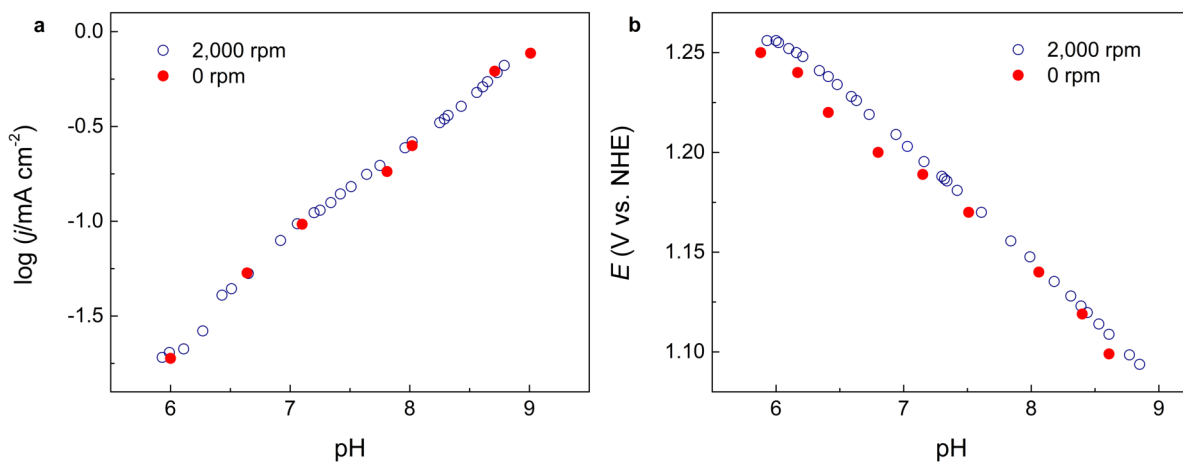 a
0.0
-0.5
-1.0
-1.5
log (j/mA cm⁻²)
2,000 rpm
0 rpm
6 7 8 9
pH
b
1.25
1.20
1.15
1.10
E (V vs. NHE)
2,000 rpm
0 rpm
6 7 8 9
pH